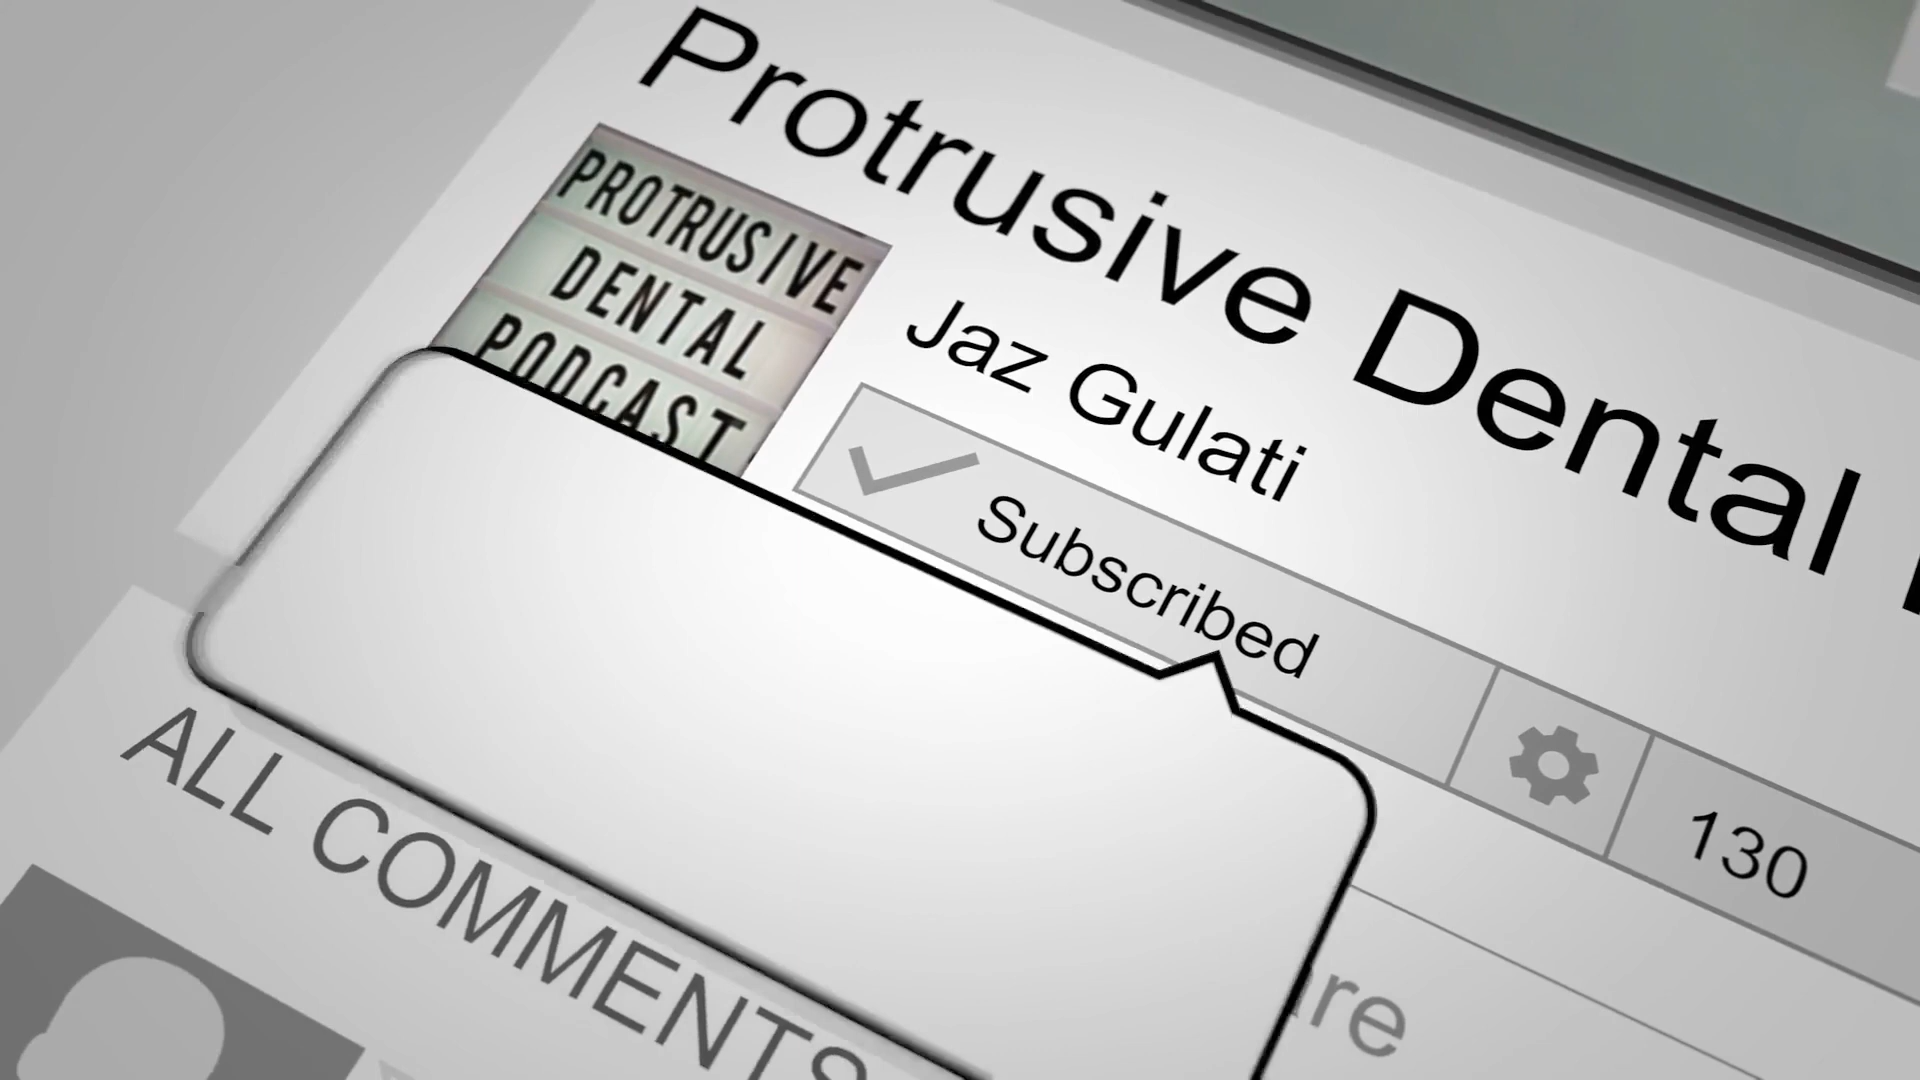 Protrusive Dental
PROTRUSIVE
DENTAL
PODCAST
Jaz Gulati
Subscribed
130
ALL COMMENTS